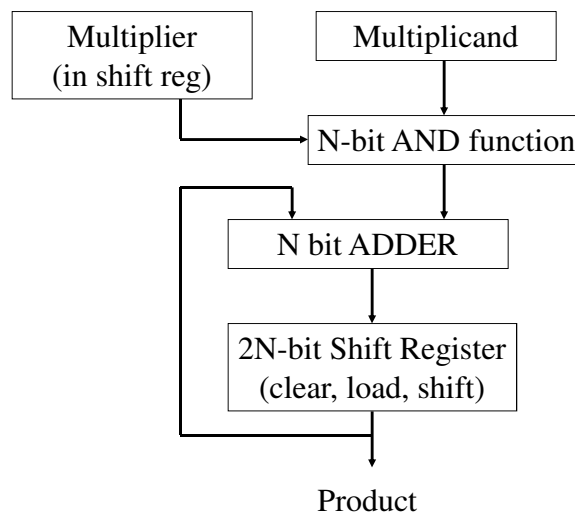 Multiplier
(in shift reg)
Multiplicand
N-bit AND function
N bit ADDER
2N-bit Shift Register
(clear, load, shift)
Product